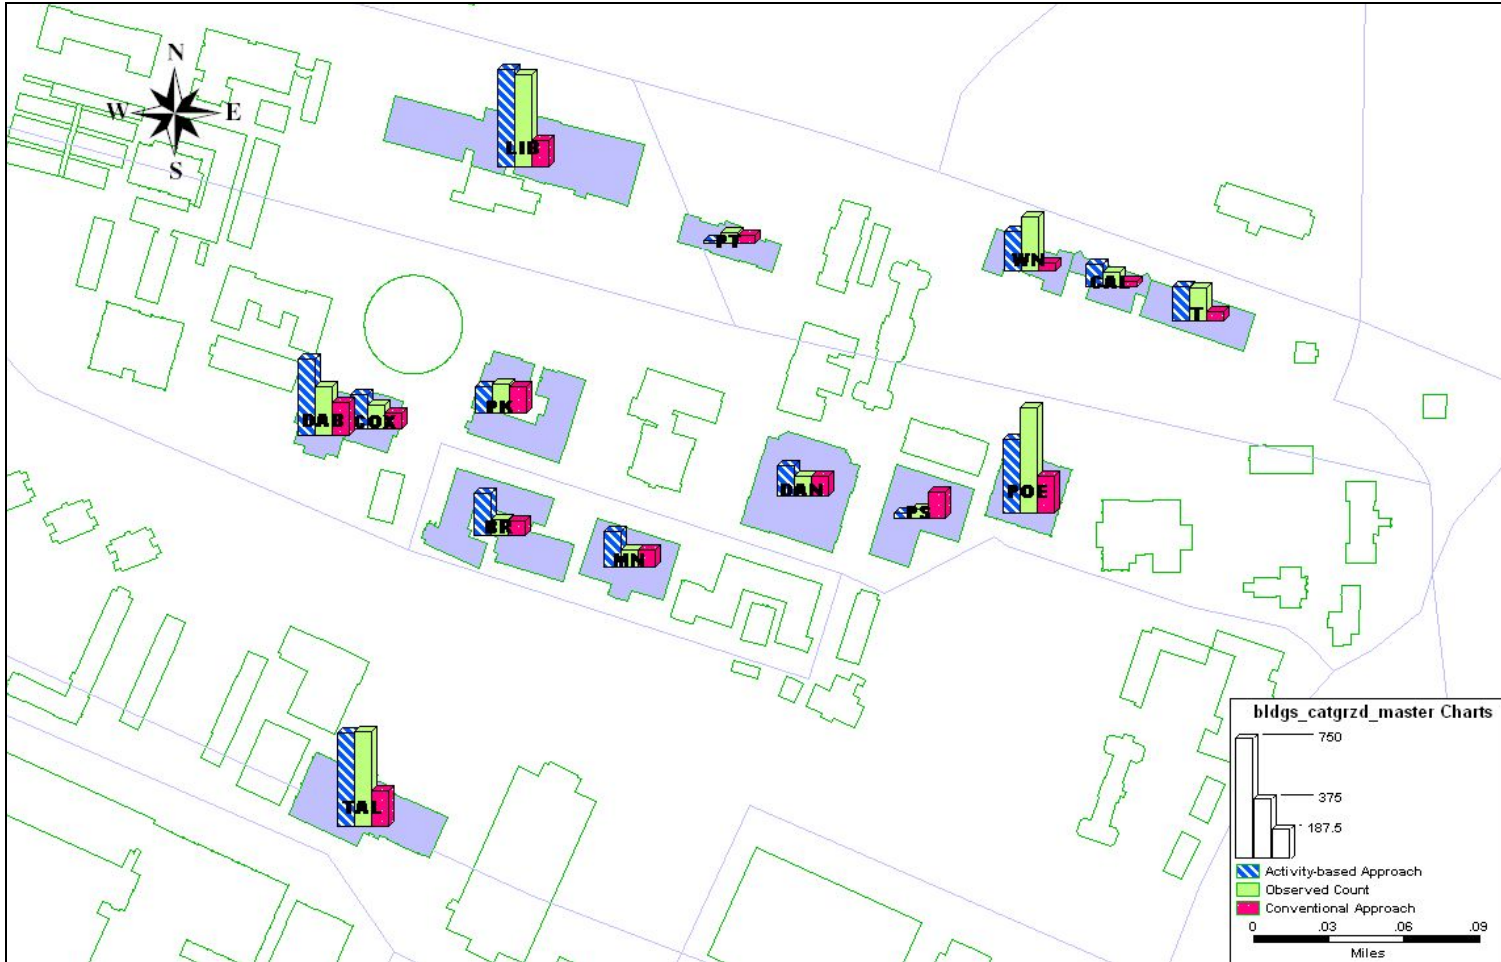 N
W E
S
LIB
PT
WN
CAL
T
DAB
COX
PK
DAN
PS
POE
BR
MN
TAL
bldgs_catgrzd_master Charts
750
375
187.5
Activity-based Approach
Observed Count
Conventional Approach
0 .03 .06 .09
Miles